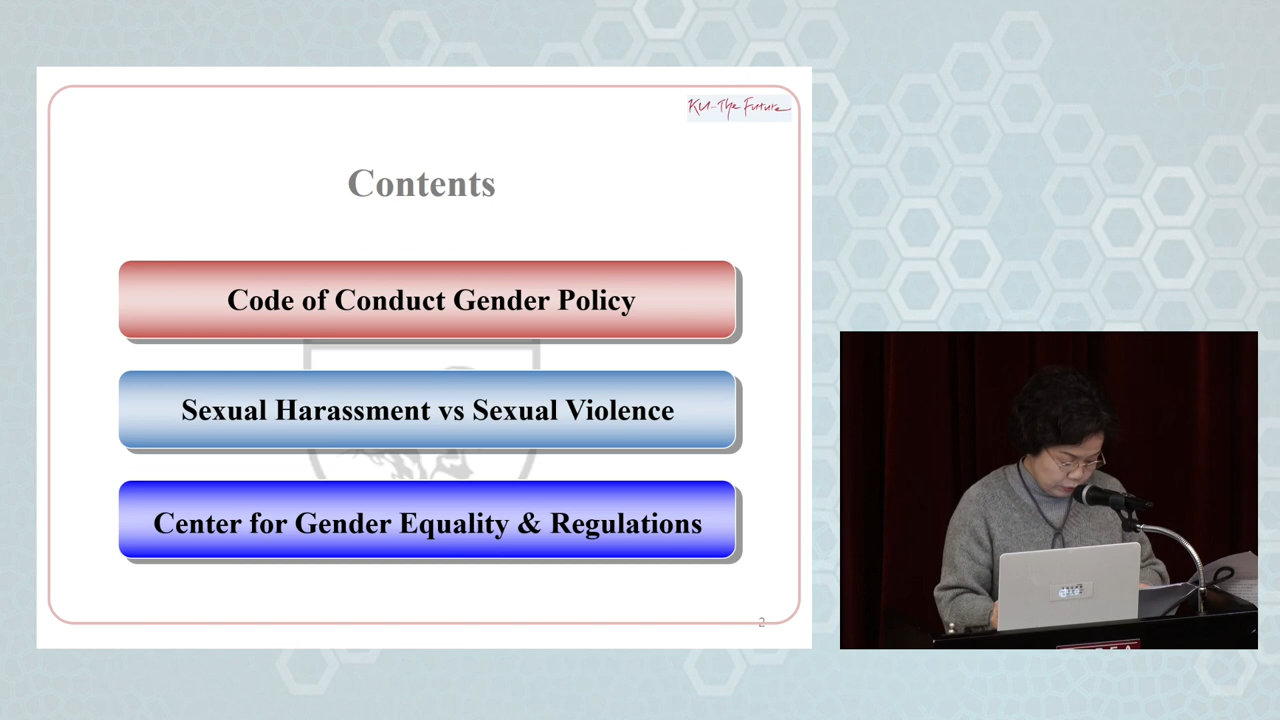 KU-The Future
Contents
Code of Conduct Gender Policy
Sexual Harassment vs Sexual Violence
Center for Gender Equality & Regulations
2